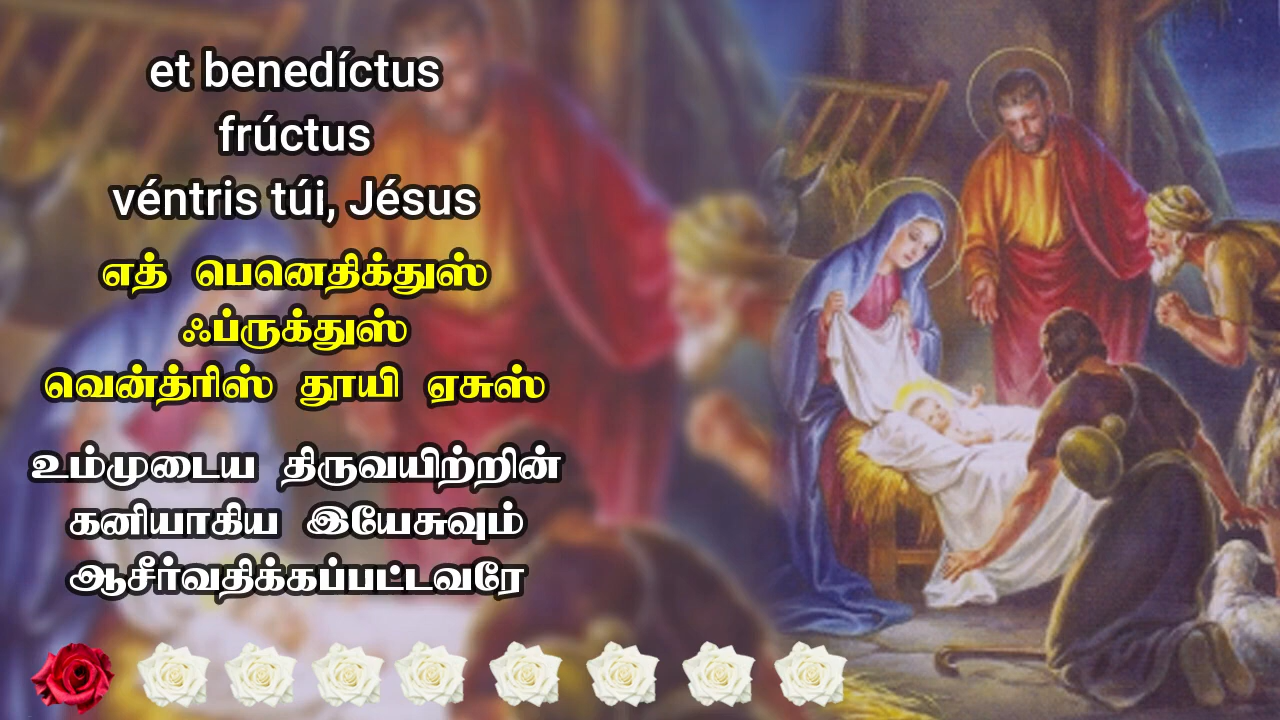 et benedíctus
frúctus
véntris túi, Jésus
எத் பெனெதிக்துஸ்
ஃப்ருக்துஸ்
வென்த்ரிஸ் தூயி ஏசுஸ்
உம்முடைய திருவயிற்றின்
கனியாகிய இயேசுவும்
ஆசீர்வதிக்கப்பட்டவரே